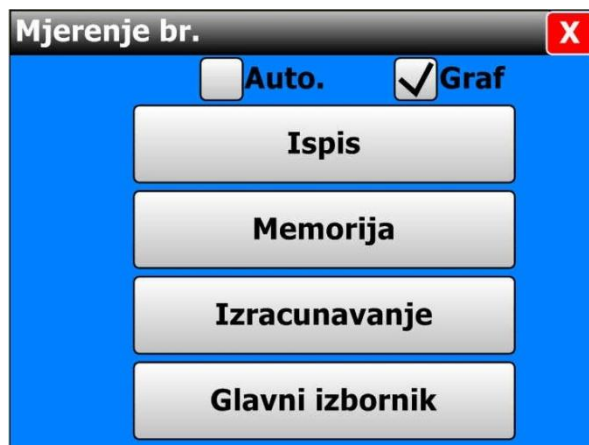 Mjerenje br. X
Auto. Graf
Ispis
Memorija
Izracunavanje
Glavni izbornik